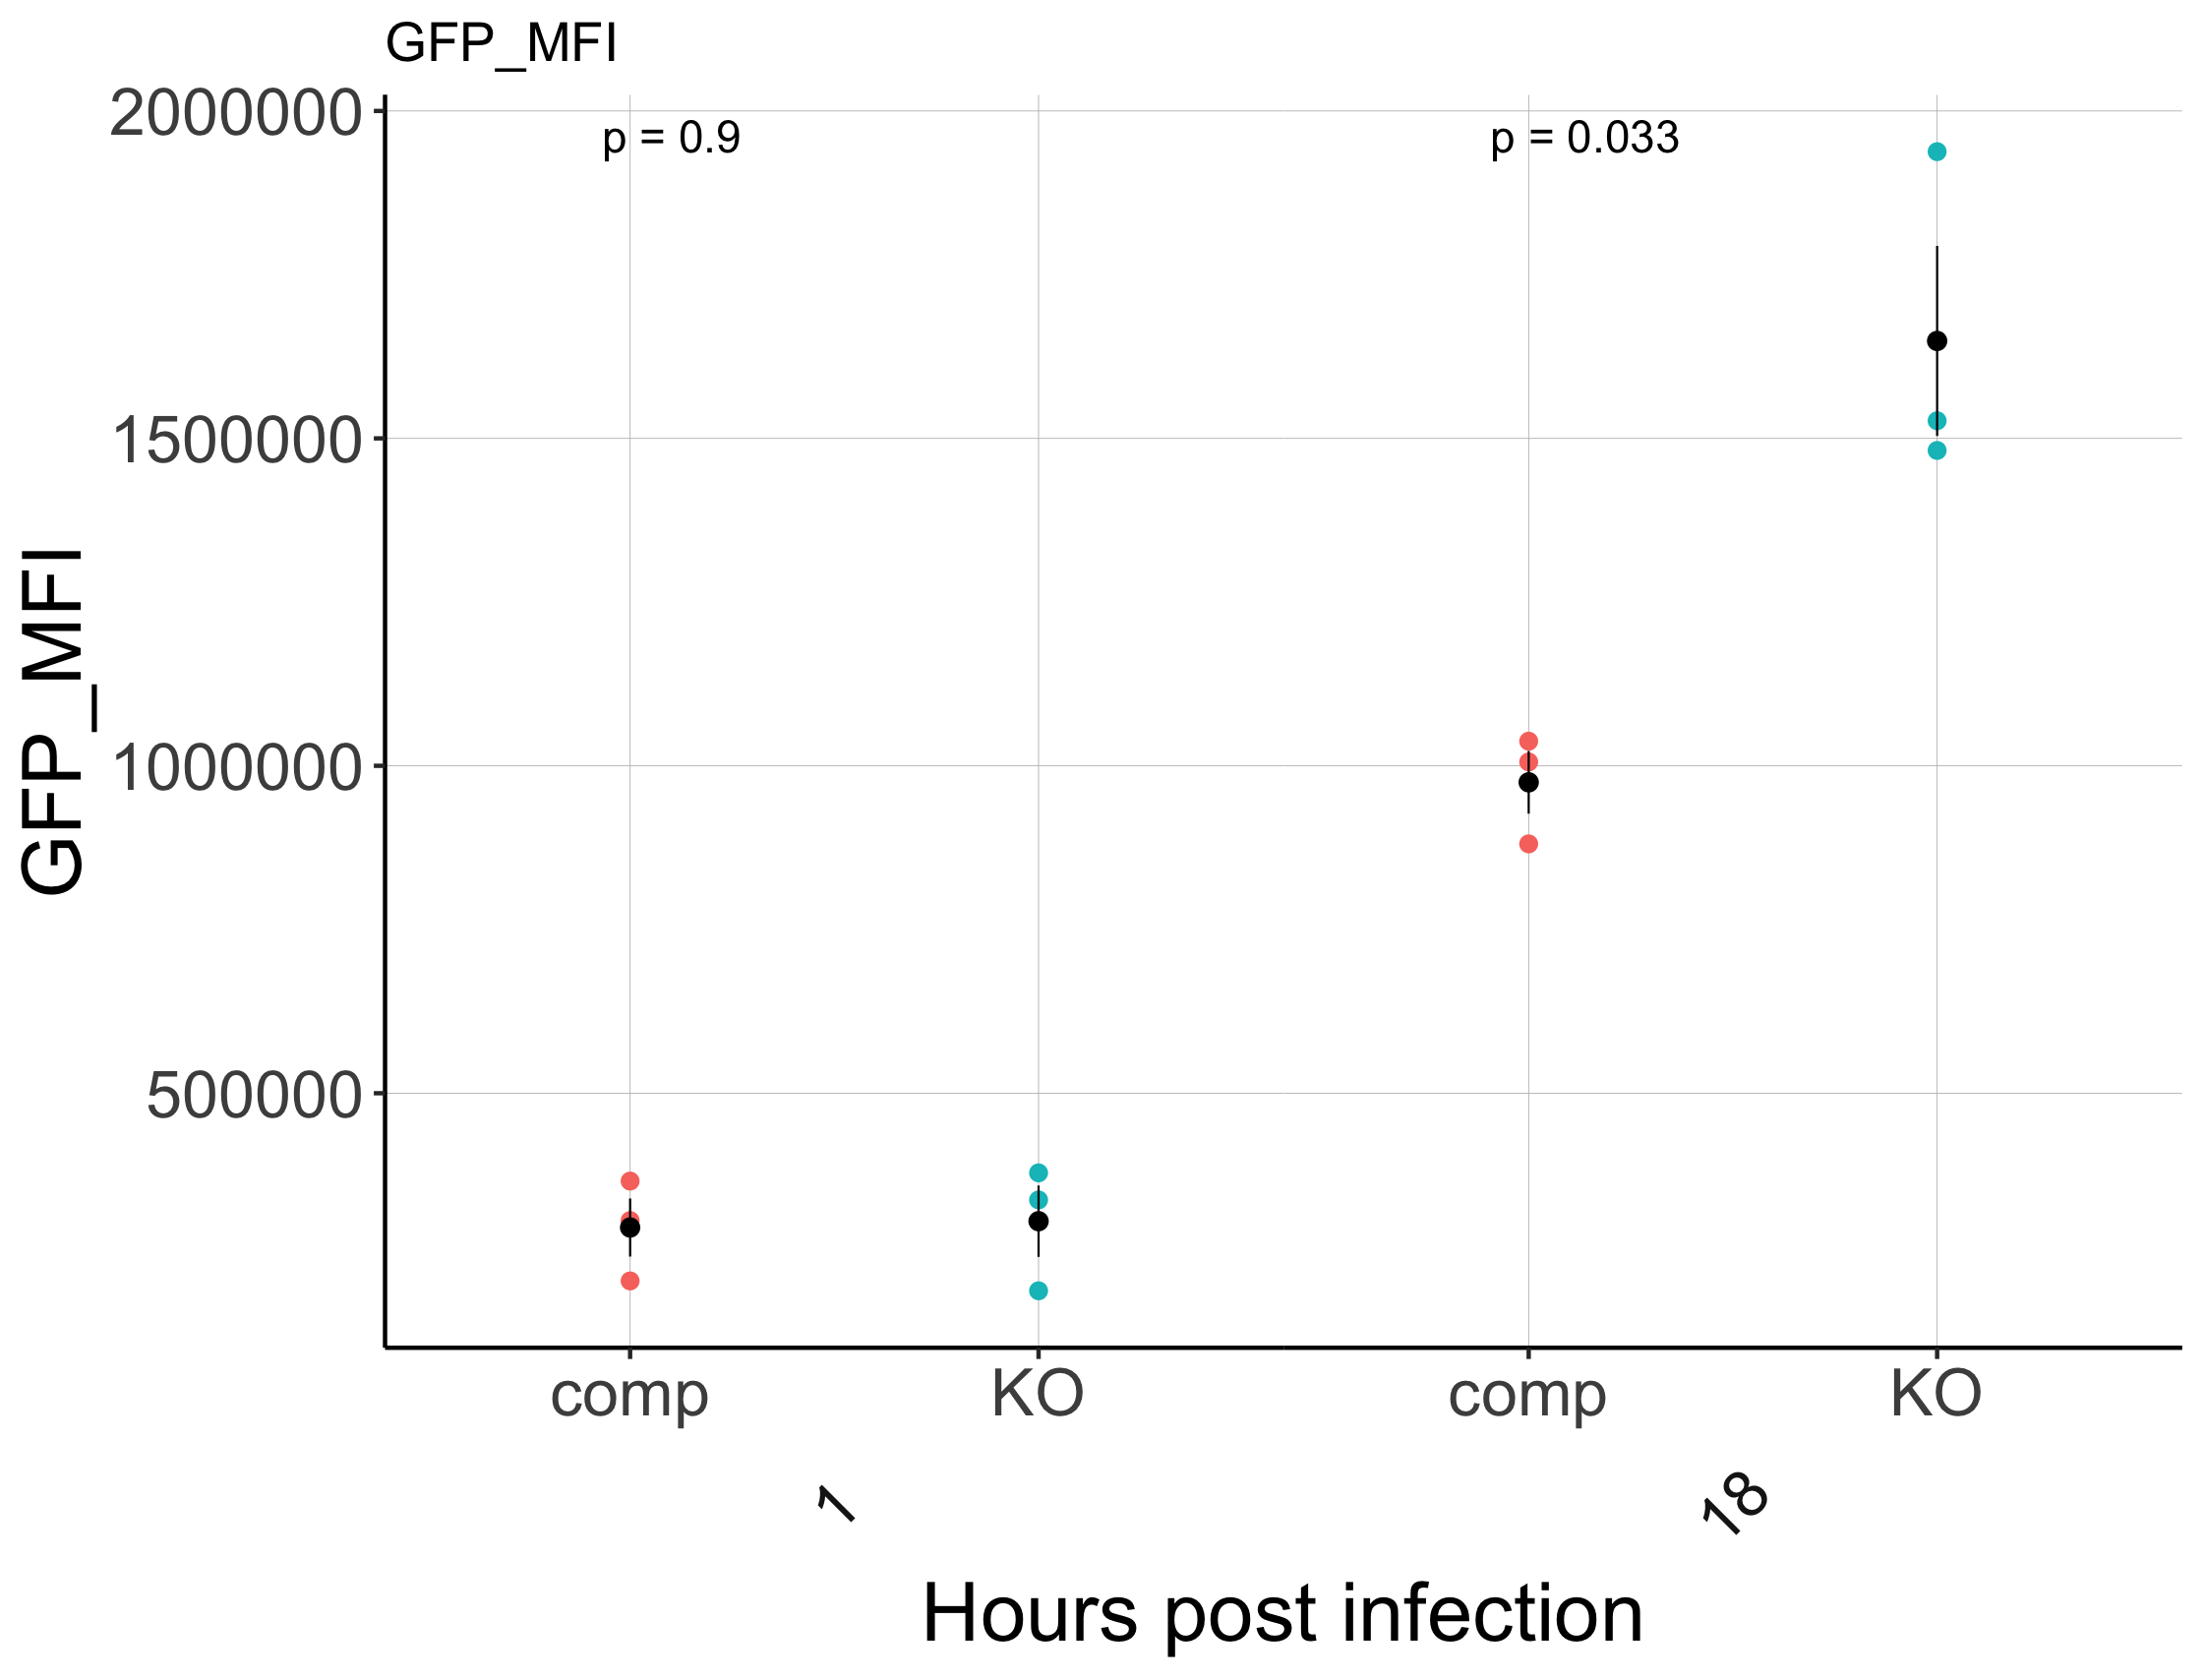 GFP_MFI
2000000
p = 0.9
p = 0.033
1500000
GFP_MFI
1000000
500000
comp
KO
comp
KO
1
18
Hours post infection